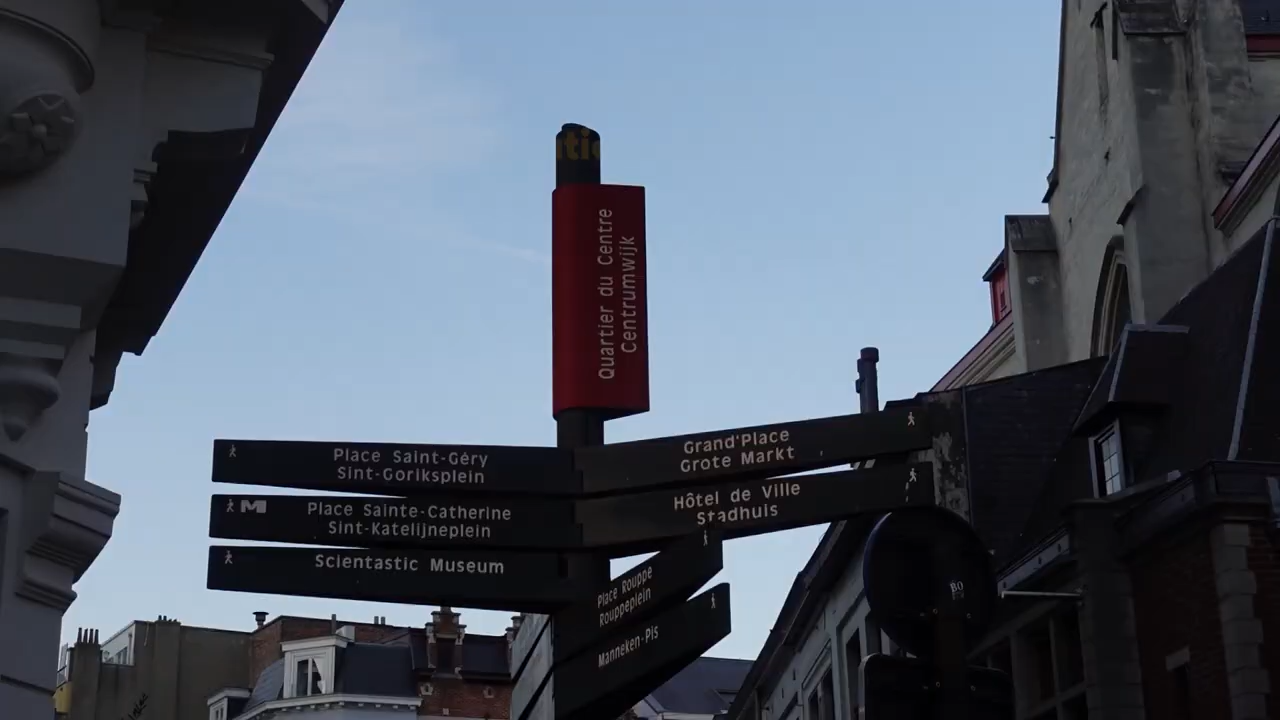 Quartier du Centre
Centrumwijk
Place Saint-Géry
Sint-Goriksplein
Grand'Place
Grote Markt
M Place Sainte-Catherine
Sint-Katelijneplein
Hôtel de Ville
Stadhuis
Scientastic Museum
Place Rouppe
Rouppeplein
Manneken-Pis